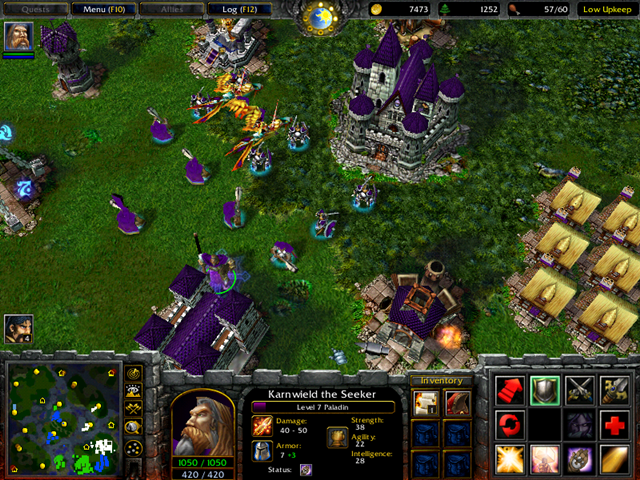 Quests Menu (F10) Allies Log (F12) 7473 1252 57/60 Low Upkeep
Karnwield the Seeker
Level 7 Paladin
Damage:
40 - 50
Armor:
7 +3
Status:
Strength:
38
Agility:
22
Intelligence:
28
1050 / 1050
420 / 420
Inventory